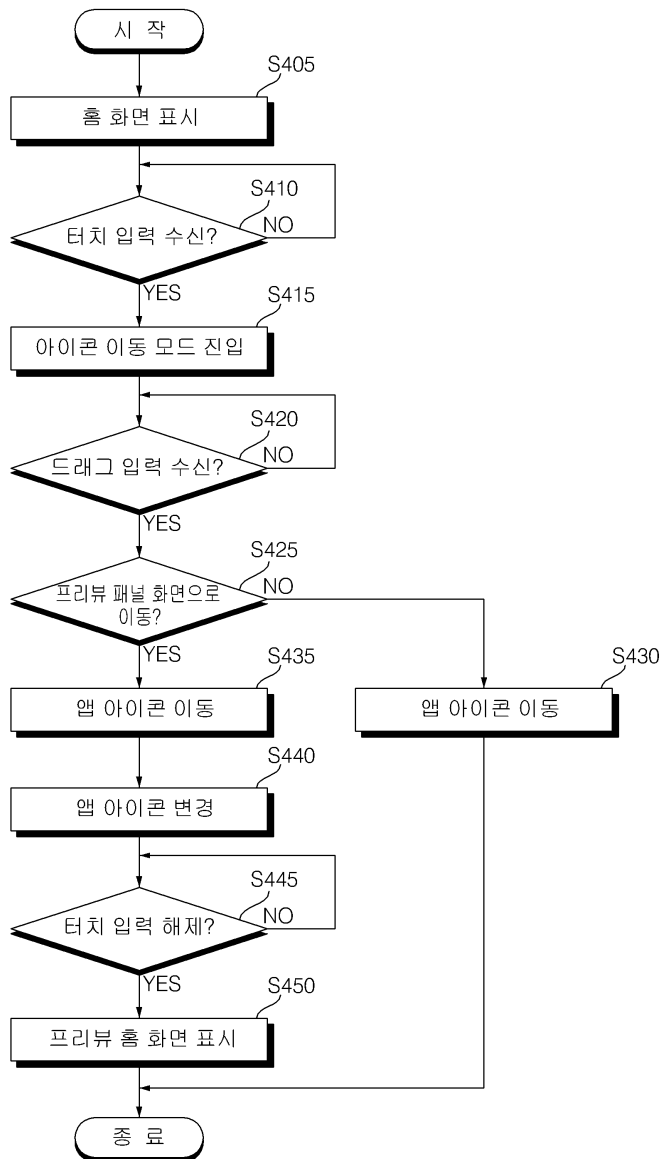 시 작
S405
홈 화면 표시
S410
터치 입력 수신?
NO
YES
S415
아이콘 이동 모드 진입
S420
드래그 입력 수신?
NO
YES
S425
프리뷰 패널 화면으로
이동?
NO
YES
S435
앱 아이콘 이동
S430
앱 아이콘 이동
S440
앱 아이콘 변경
S445
터치 입력 해제?
NO
YES
S450
프리뷰 홈 화면 표시
종 료